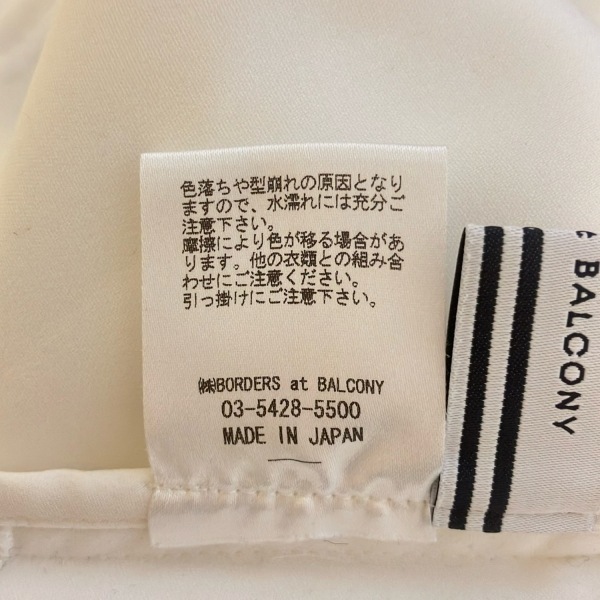 色落ちや型崩れの原因となり
ますので、水濡れには充分ご
注意下さい。
摩擦により色が移る場合があ
ります。他の衣類との組み合
わせにご注意ください。
引っ掛けにご注意下さい。
㈱BORDERS at BALCONY
03-5428-5500
MADE IN JAPAN
BALCONY